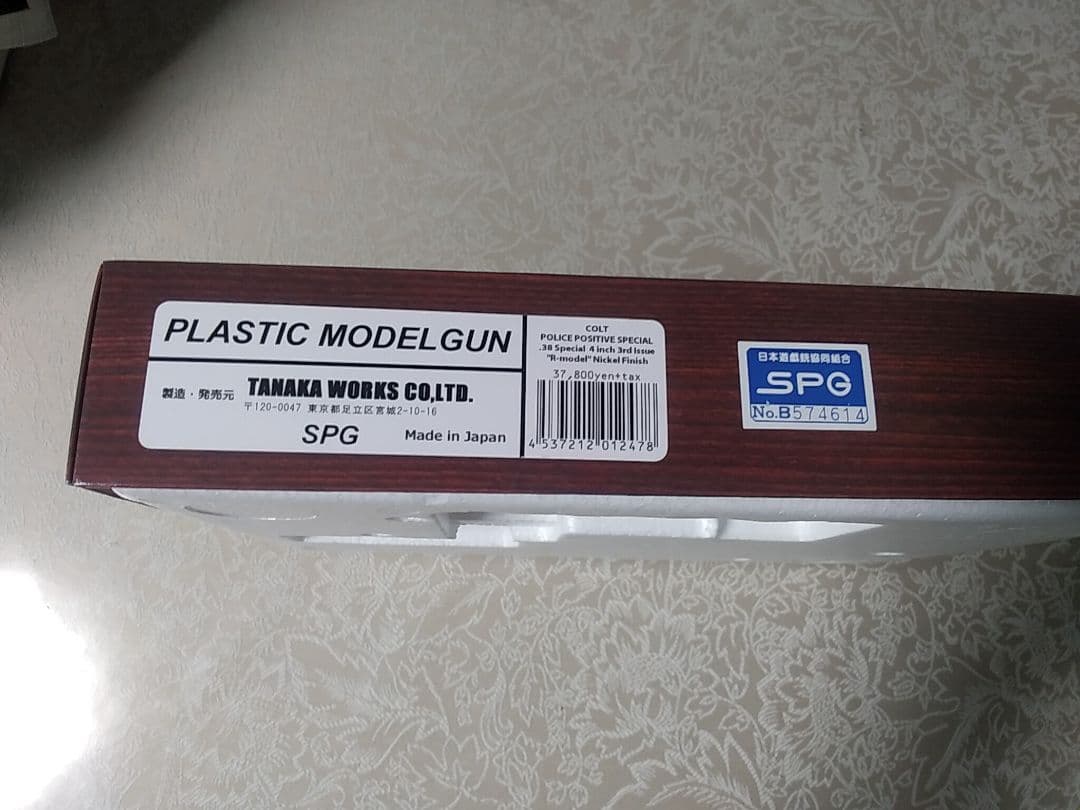 PLASTIC MODELGUN
製造・発売元 TANAKA WORKS CO,LTD.
〒120-0047 東京都足立区宮城2-10-16
SPG Made in Japan
COLT
POLICE POSITIVE SPECIAL
.38 Special 4 inch 3rd Issue
"R-model" Nickel Finish
37,800yen+tax
4 537212 012478
日本遊戯銃協同組合
SPG
No.B574614